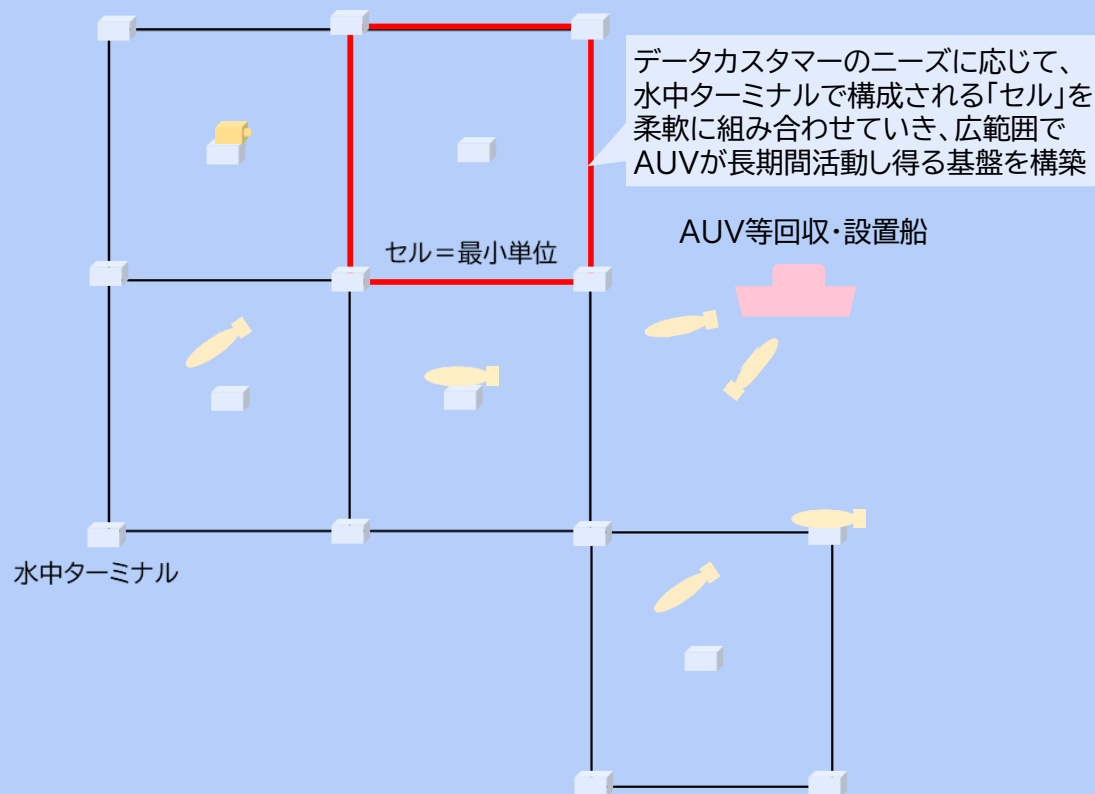 データカスタマーのニーズに応じて、
水中ターミナルで構成される「セル」を
柔軟に組み合わせていき、広範囲で
AUVが長期間活動し得る基盤を構築
AUV等回収・設置船
セル＝最小単位
水中ターミナル